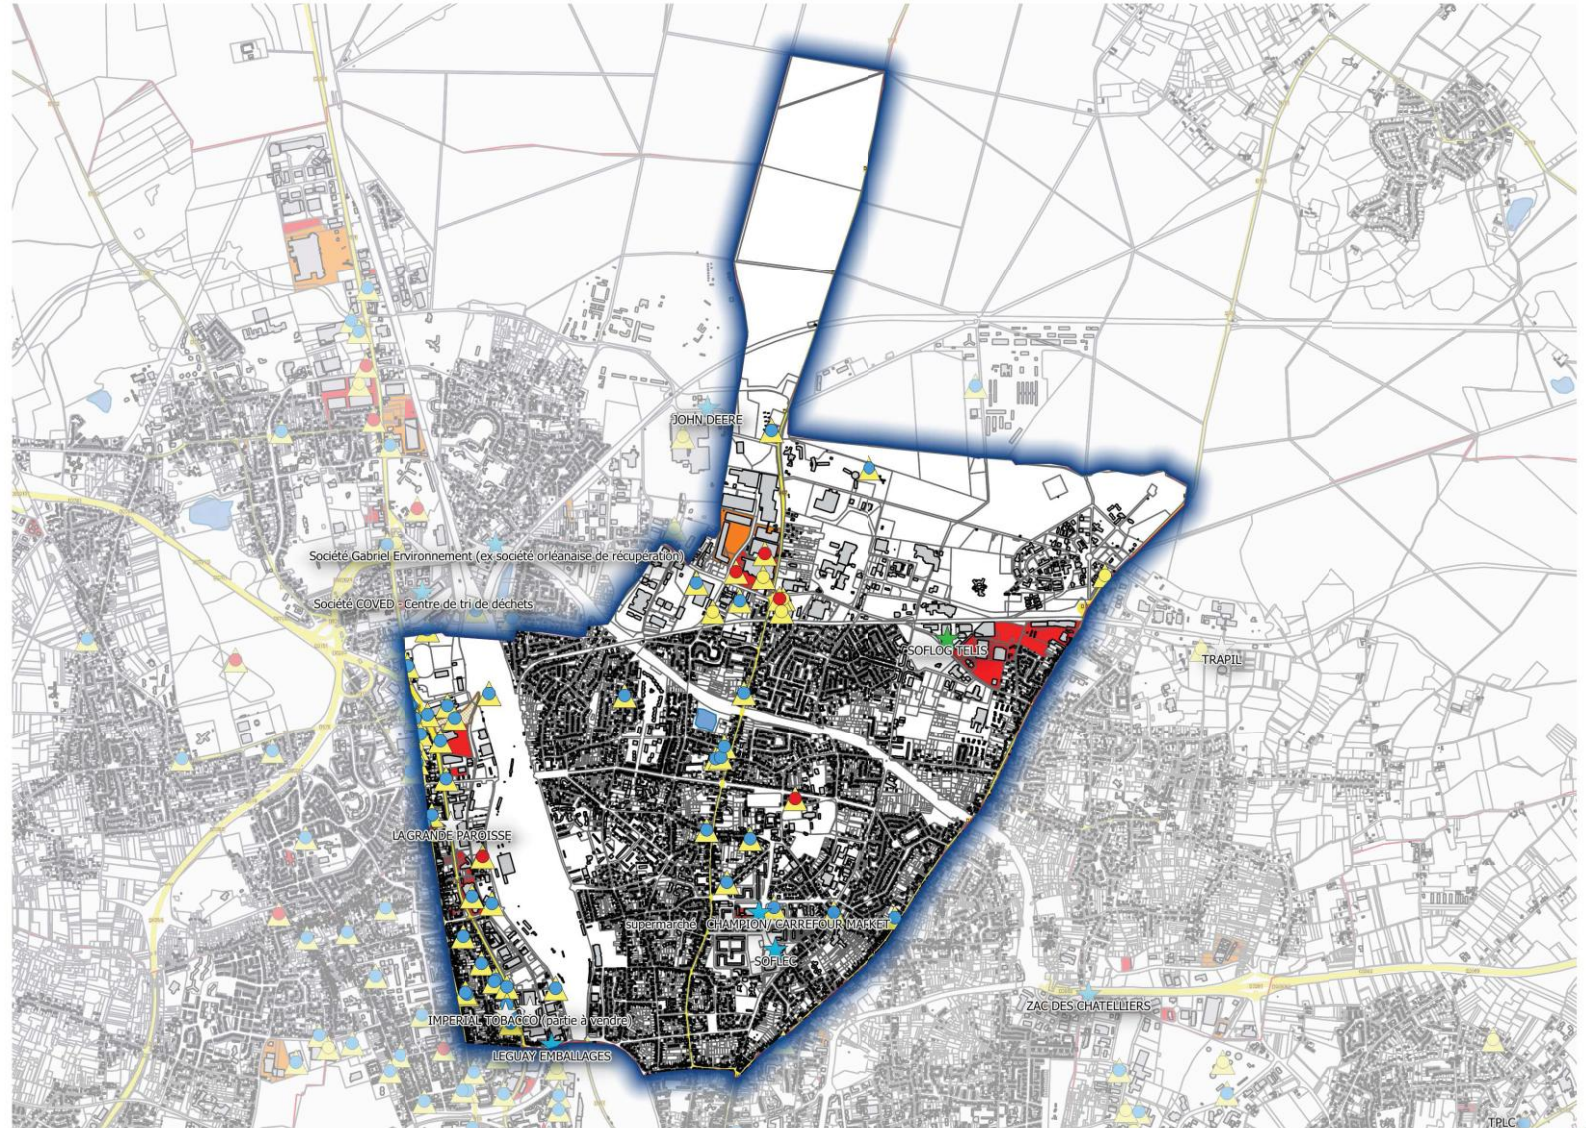 JOHN DEERE
Société Gabriel Environnement (ex société orléanaise de récupération)
Société COVED - Centre de tri de déchets
SOFLOG TELIS
TRAPIL
LA GRANDE PAROISSE
supermarché CHAMPION/ CARREFOUR MARKET
SOFLEC
ZAC DES CHATELLIERS
IMPERIAL TOBACCO (partie à vendre)
LEGUAY EMBALLAGES
TPLC